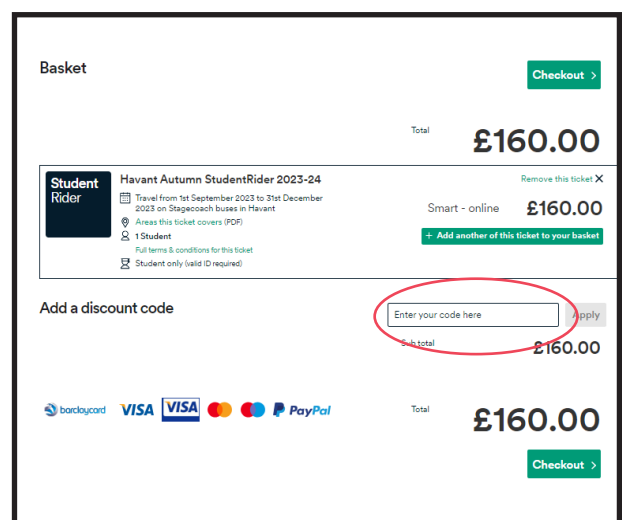 Basket
Checkout >
Total
£160.00
Student
Rider
Havant Autumn StudentRider 2023-24
Remove this ticket X
Travel from 1st September 2023 to 31st December
2023 on Stagecoach buses in Havant
Smart - online
£160.00
Areas this ticket covers (PDF)
1 Student
+ Add another of this ticket to your basket
Full terms & conditions for this ticket
Student only (valid ID required)
Add a discount code
Enter your code here
Apply
Sub total
£160.00
barclaycard
VISA
VISA
PayPal
Total
£160.00
Checkout >